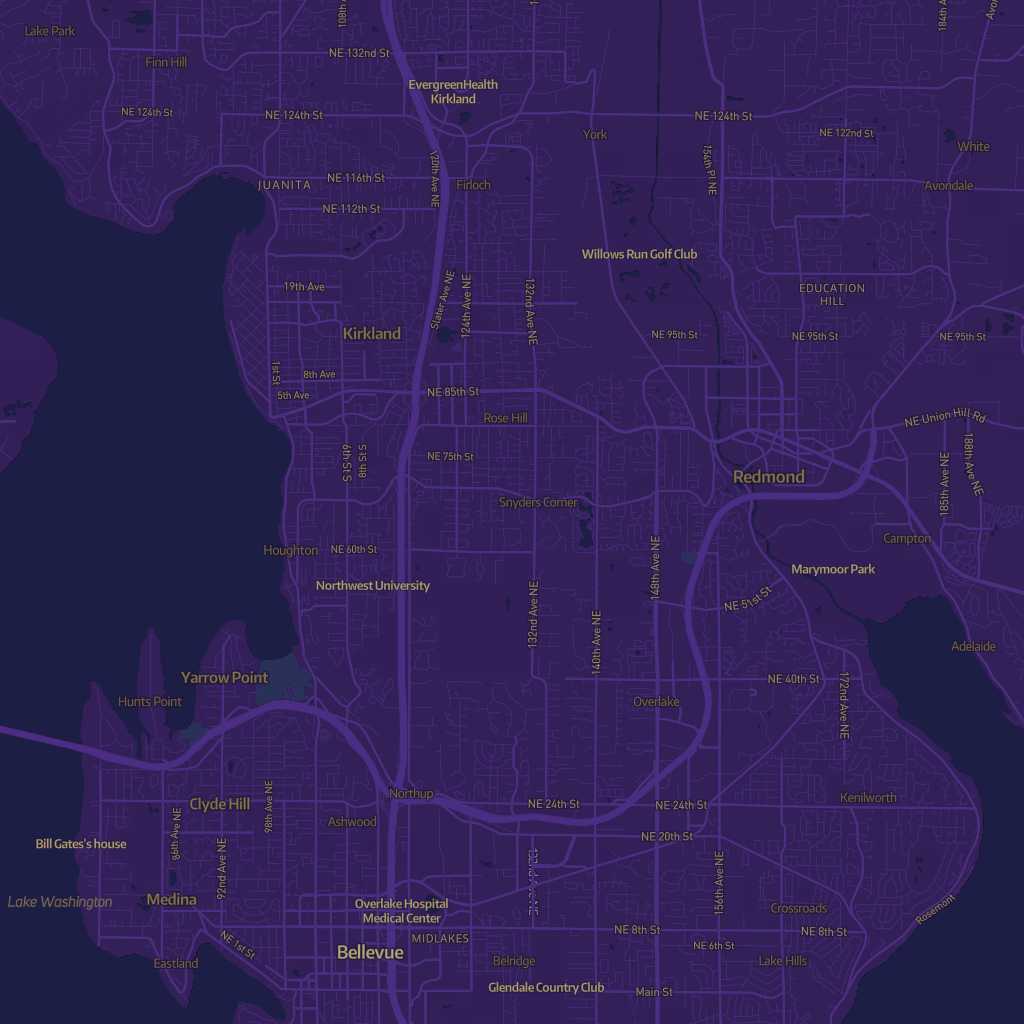 108th A
184th A
Avo
Lake Park
NE 132nd St
Finn Hill
EvergreenHealth
Kirkland
NE 124th St
NE 124th St
NE 124th St
York
NE 122nd St
White
154th Pl NE
120th Ave NE
JUANITA
NE 116th St
Firloch
Avondale
NE 112th St
Willows Run Golf Club
19th Ave
Slater Ave NE
124th Ave NE
132nd Ave NE
EDUCATION
HILL
Kirkland
NE 95th St
NE 95th St
NE 95th St
1st St
8th Ave
5th Ave
NE 85th St
Rose Hill
NE Union Hill Rd
6th St S
8th St S
NE 75th St
Redmond
185th Ave NE
188th Ave NE
Snyders Corner
Houghton
NE 60th St
148th Ave NE
Campton
Northwest University
Marymoor Park
NE 51st St
132nd Ave NE
140th Ave NE
Adelaide
Yarrow Point
Hunts Point
NE 40th St
172nd Ave NE
Overlake
Northup
Clyde Hill
98th Ave NE
NE 24th St
NE 24th St
Kenilworth
Ashwood
86th Ave NE
NE 20th St
Bill Gates's house
92nd Ave NE
156th Ave NE
Lake Washington
Medina
Overlake Hospital
Medical Center
Crossroads
Rosemont
NE 8th St
NE 8th St
NE 1st St
MIDLAKES
NE 6th St
Bellevue
Eastland
Belridge
Lake Hills
Glendale Country Club
Main St